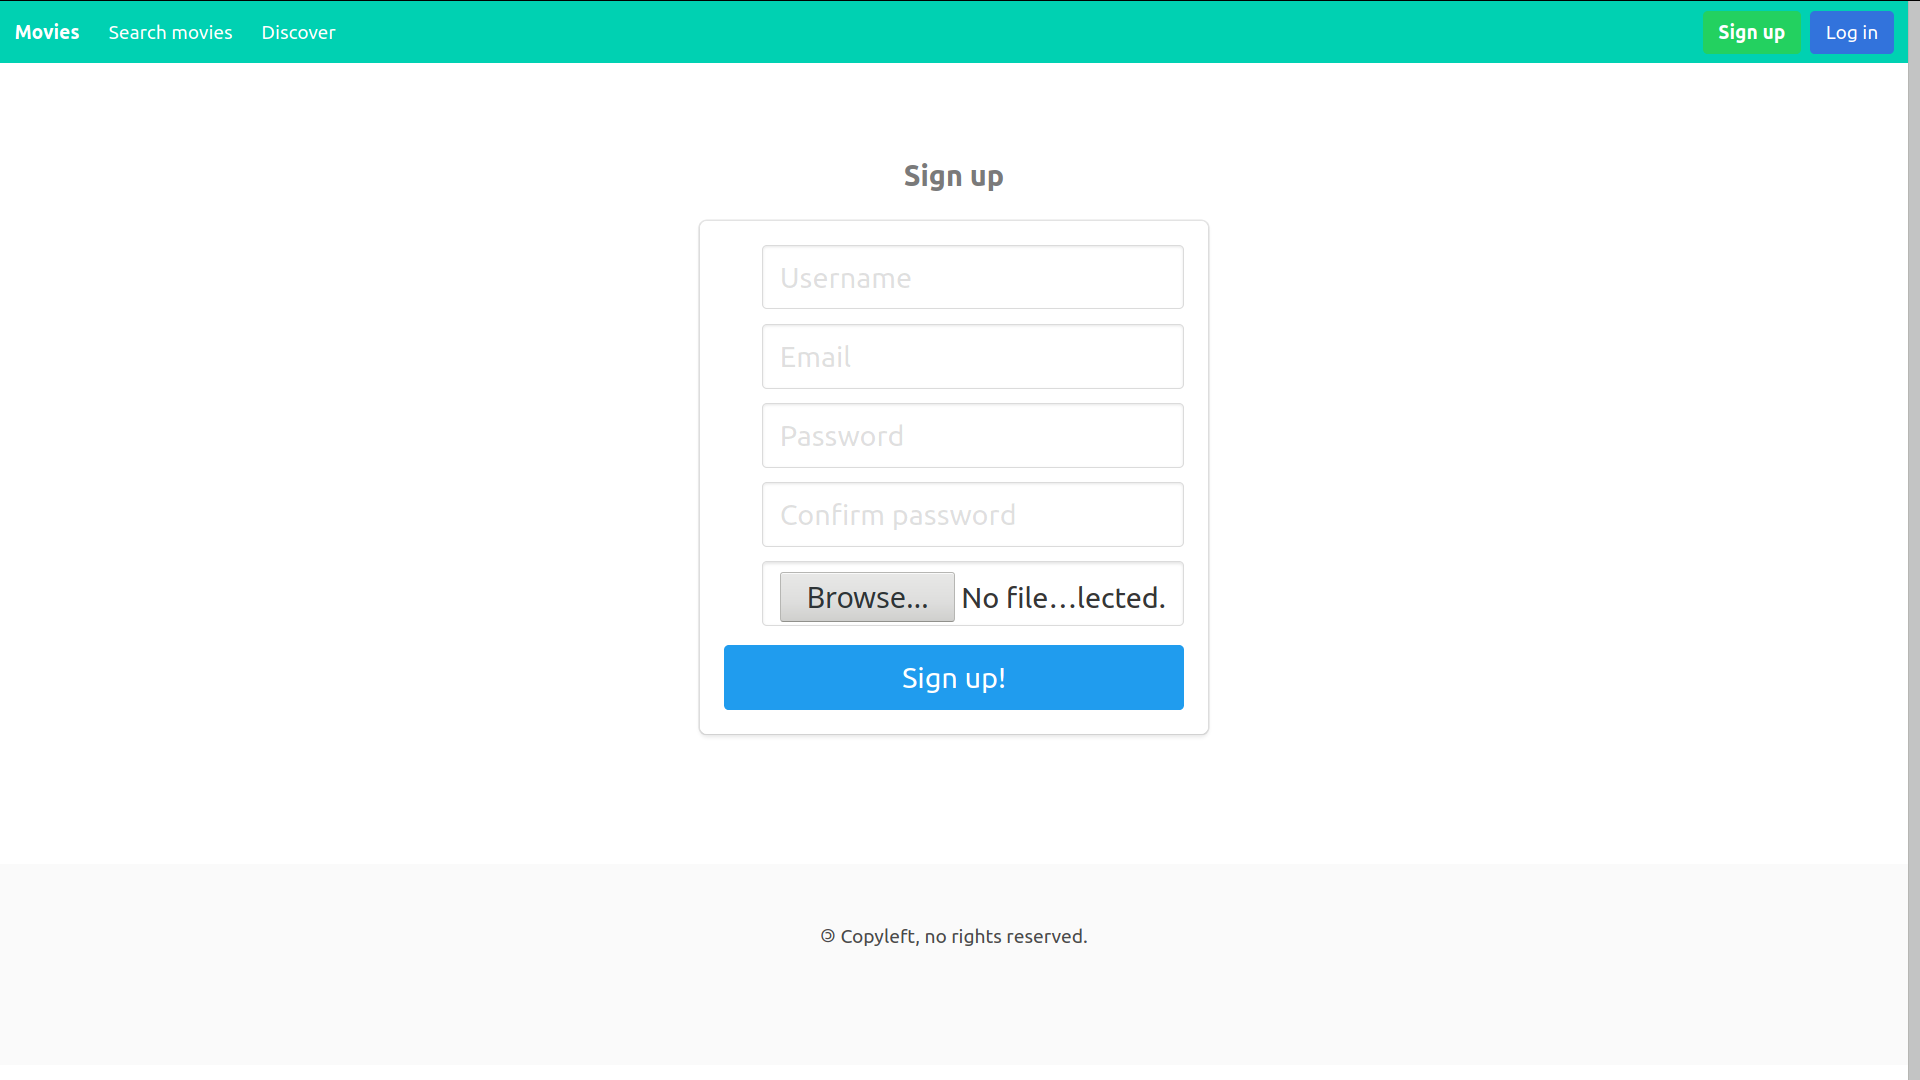 Movies Search movies Discover Sign up Log in
Sign up
Username
Email
Password
Confirm password
Browse... No file…lected.
Sign up!
🄯 Copyleft, no rights reserved.